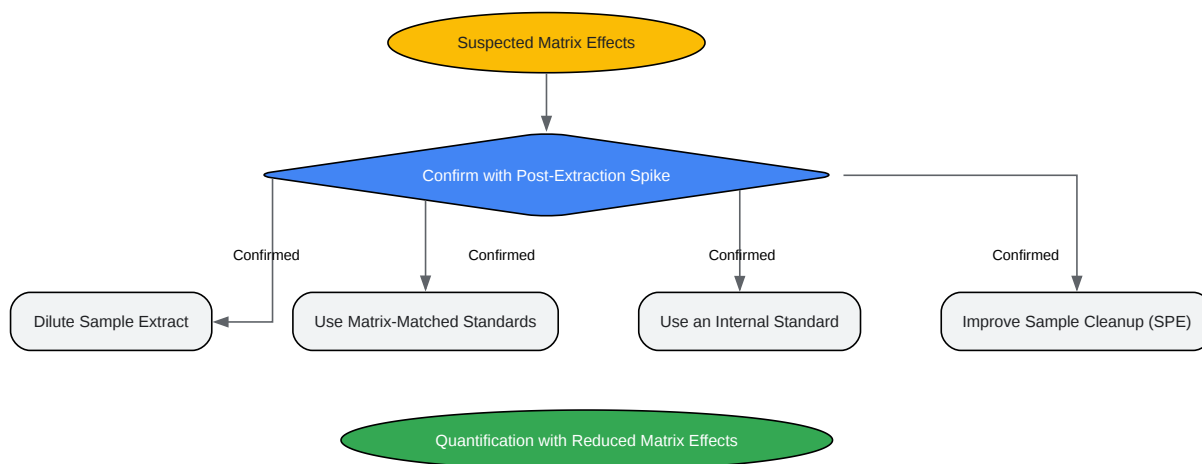 Suspected Matrix Effects
Confirm with Post-Extraction Spike
Confirmed
Confirmed
Confirmed
Confirmed
Dilute Sample Extract
Use Matrix-Matched Standards
Use an Internal Standard
Improve Sample Cleanup (SPE)
Quantification with Reduced Matrix Effects